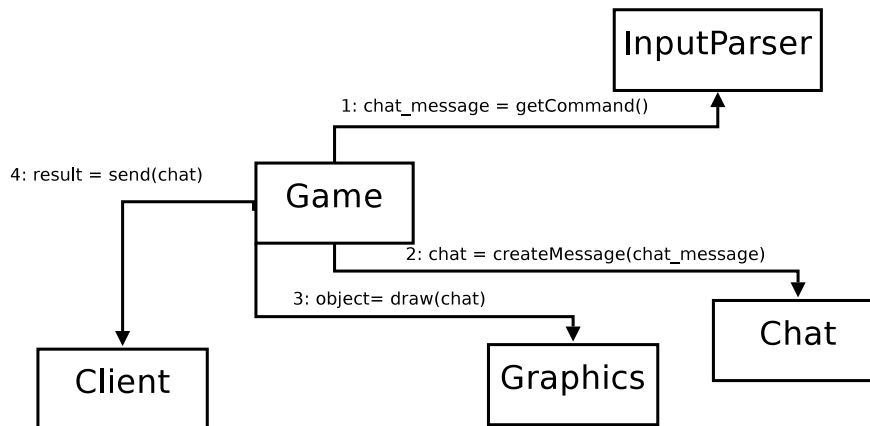 InputParser
1: chat_message = getCommand()
4: result = send(chat)
Game
2: chat = createMessage(chat_message)
3: object= draw(chat)
Chat
Client
Graphics